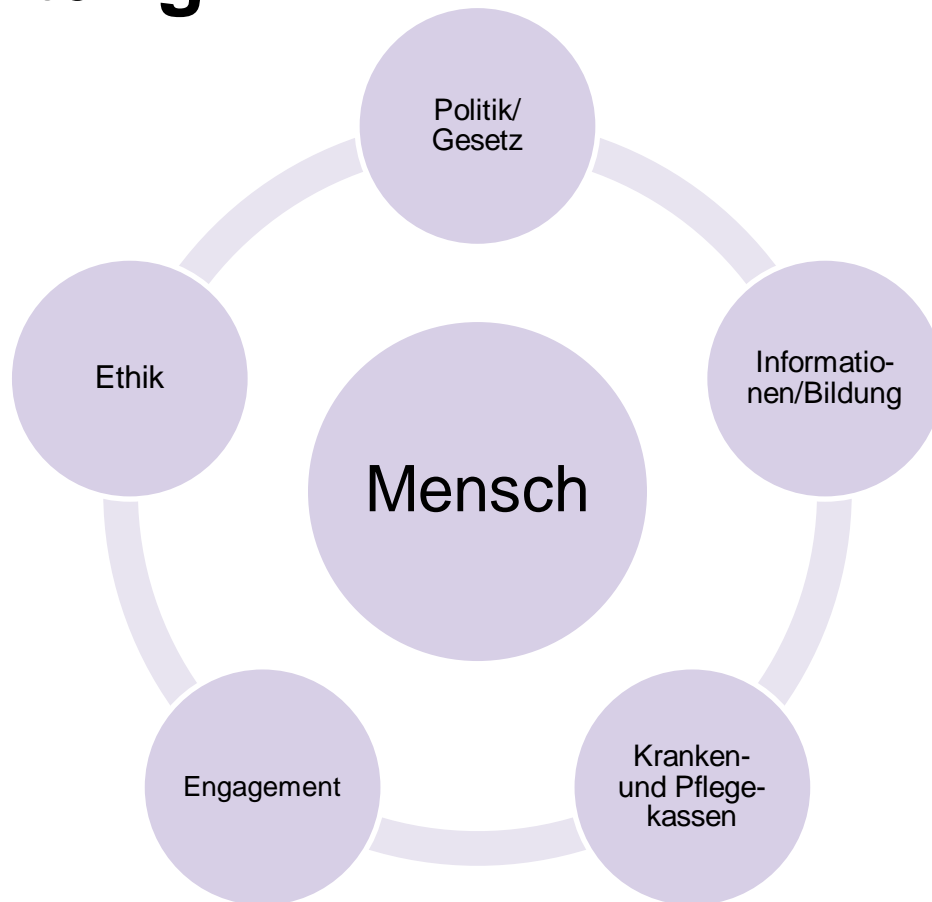 Politik/
Gesetz
Ethik
Informatio-
nen/Bildung
Mensch
Engagement
Kranken-
und Pflege-
kassen